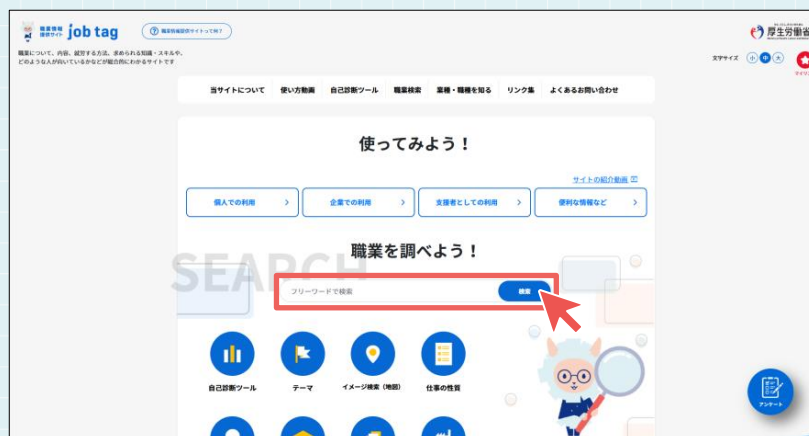 職業情報
提供サイト
job tag
職業情報提供サイトって何？
厚生労働省
職業について、内容、就労する方法、求められる知識・スキルや、
どのような人が向いているかなどが総合的にわかるサイトです
文字サイズ 小 中 大
当サイトについて 使い方動画 自己診断ツール 職業検索 業種・職種を知る リンク集 よくあるお問い合わせ
使ってみよう！
サイトの紹介動画
個人での利用 企業での利用 支援者としての利用 便利な情報など
SEARCH
職業を調べよう！
フリーワードで検索 検索
自己診断ツール テーマ イメージ検索（地図） 仕事の性質
アンケート